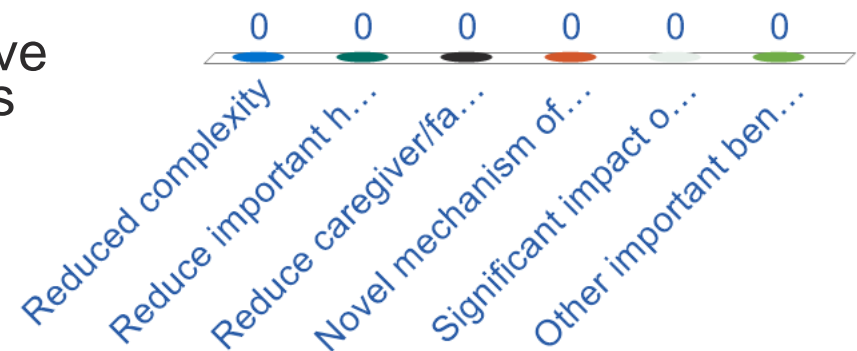 ve
s
0 0 0 0 0 0
Reduced complexity
Reduce important h...
Reduce caregiver/fa...
Novel mechanism of...
Significant impact o...
Other important ben...